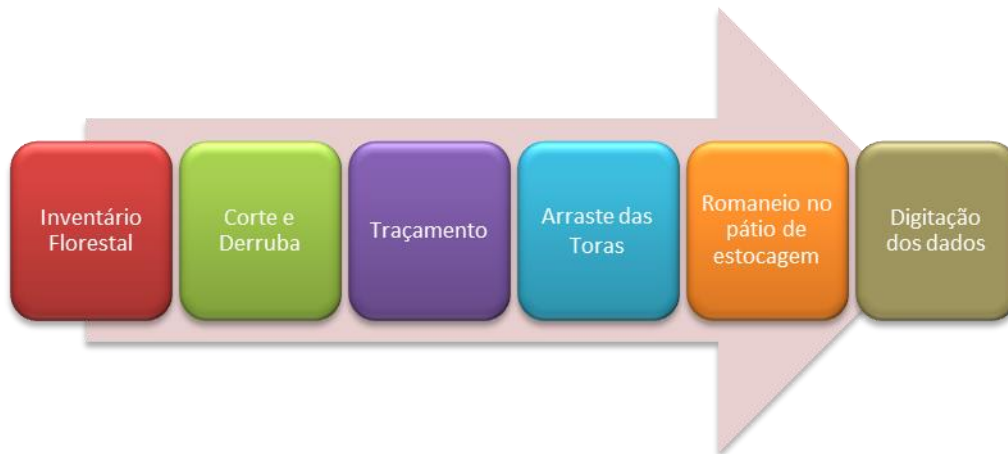 Inventário
Florestal
Corte e
Derruba
Traçamento
Arraste das
Toras
Romaneio no
pátio de
estocagem
Digitação
dos dados